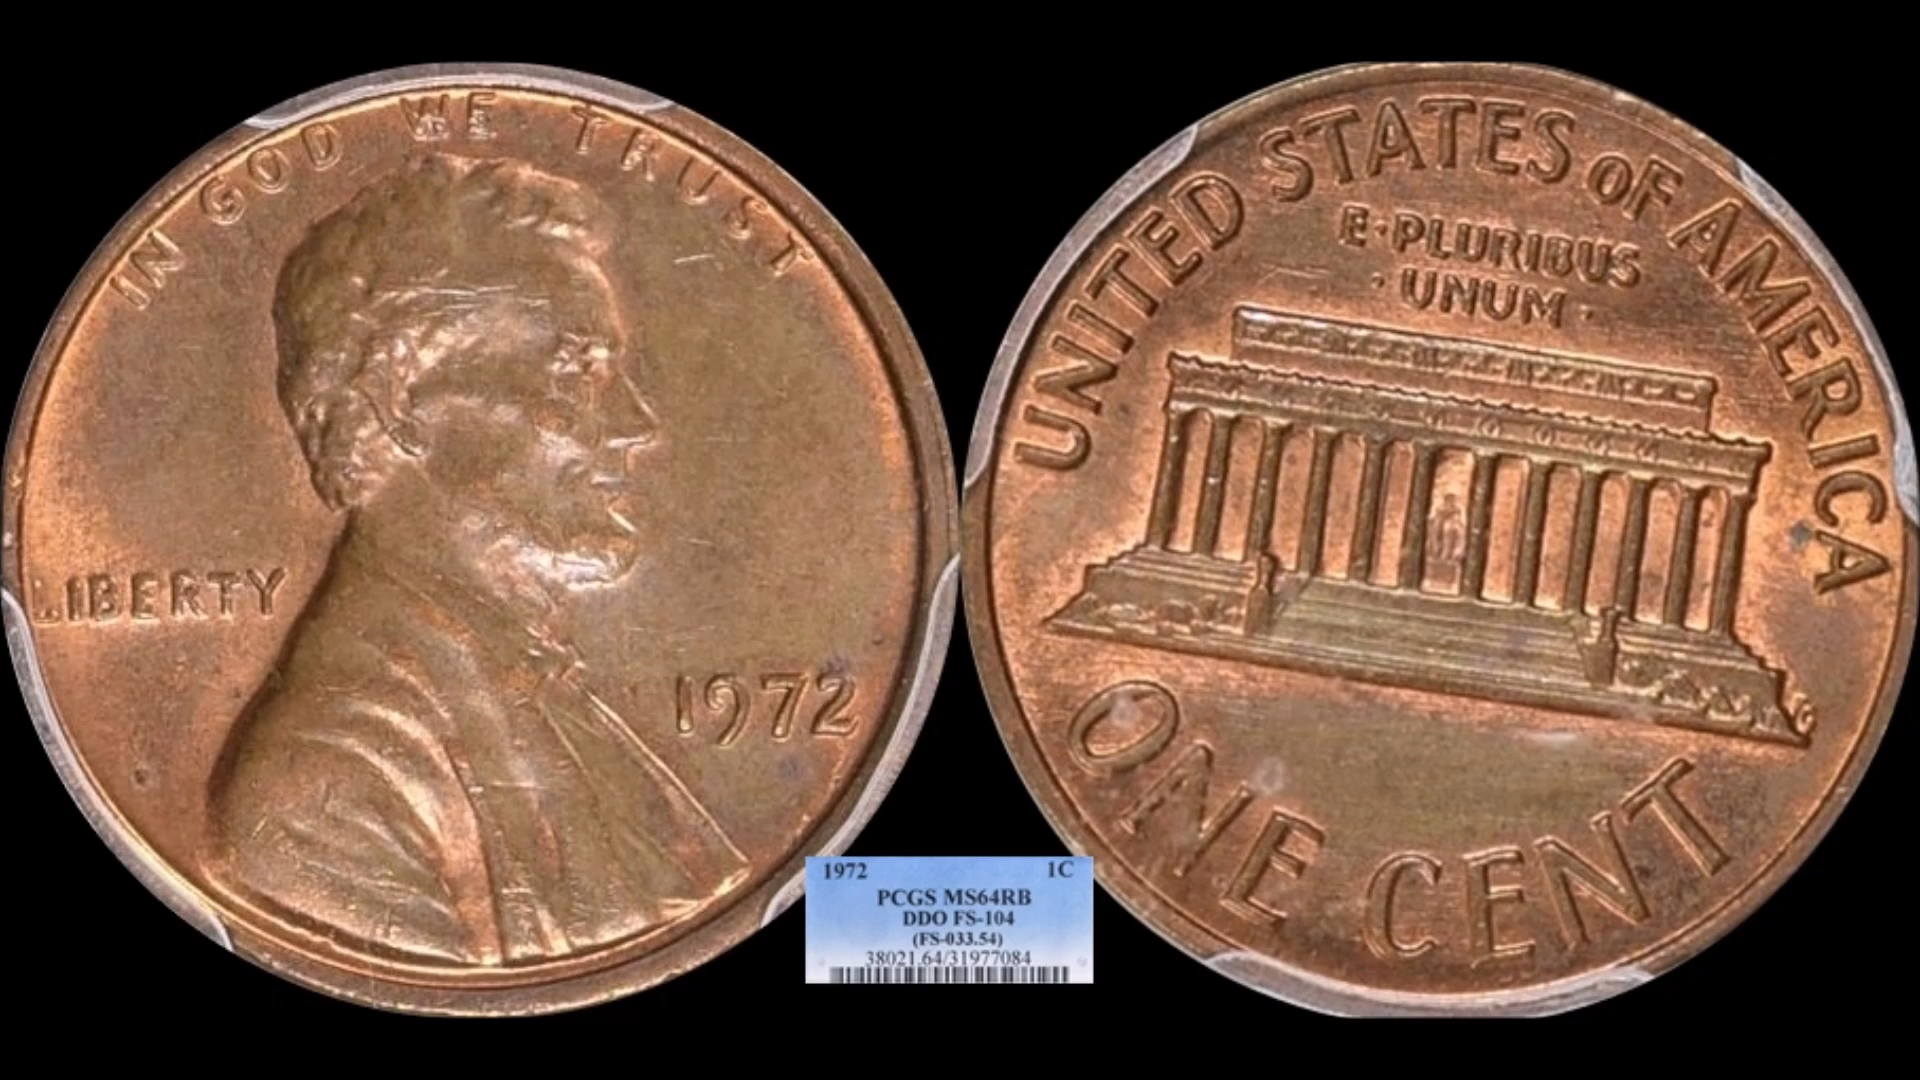 IN GOD WE TRUST
LIBERTY
1972
UNITED STATES OF AMERICA
E·PLURIBUS
·UNUM·
ONE CENT
1972 1C
PCGS MS64RB
DDO FS-104
(FS-033.54)
38021.64/31977084